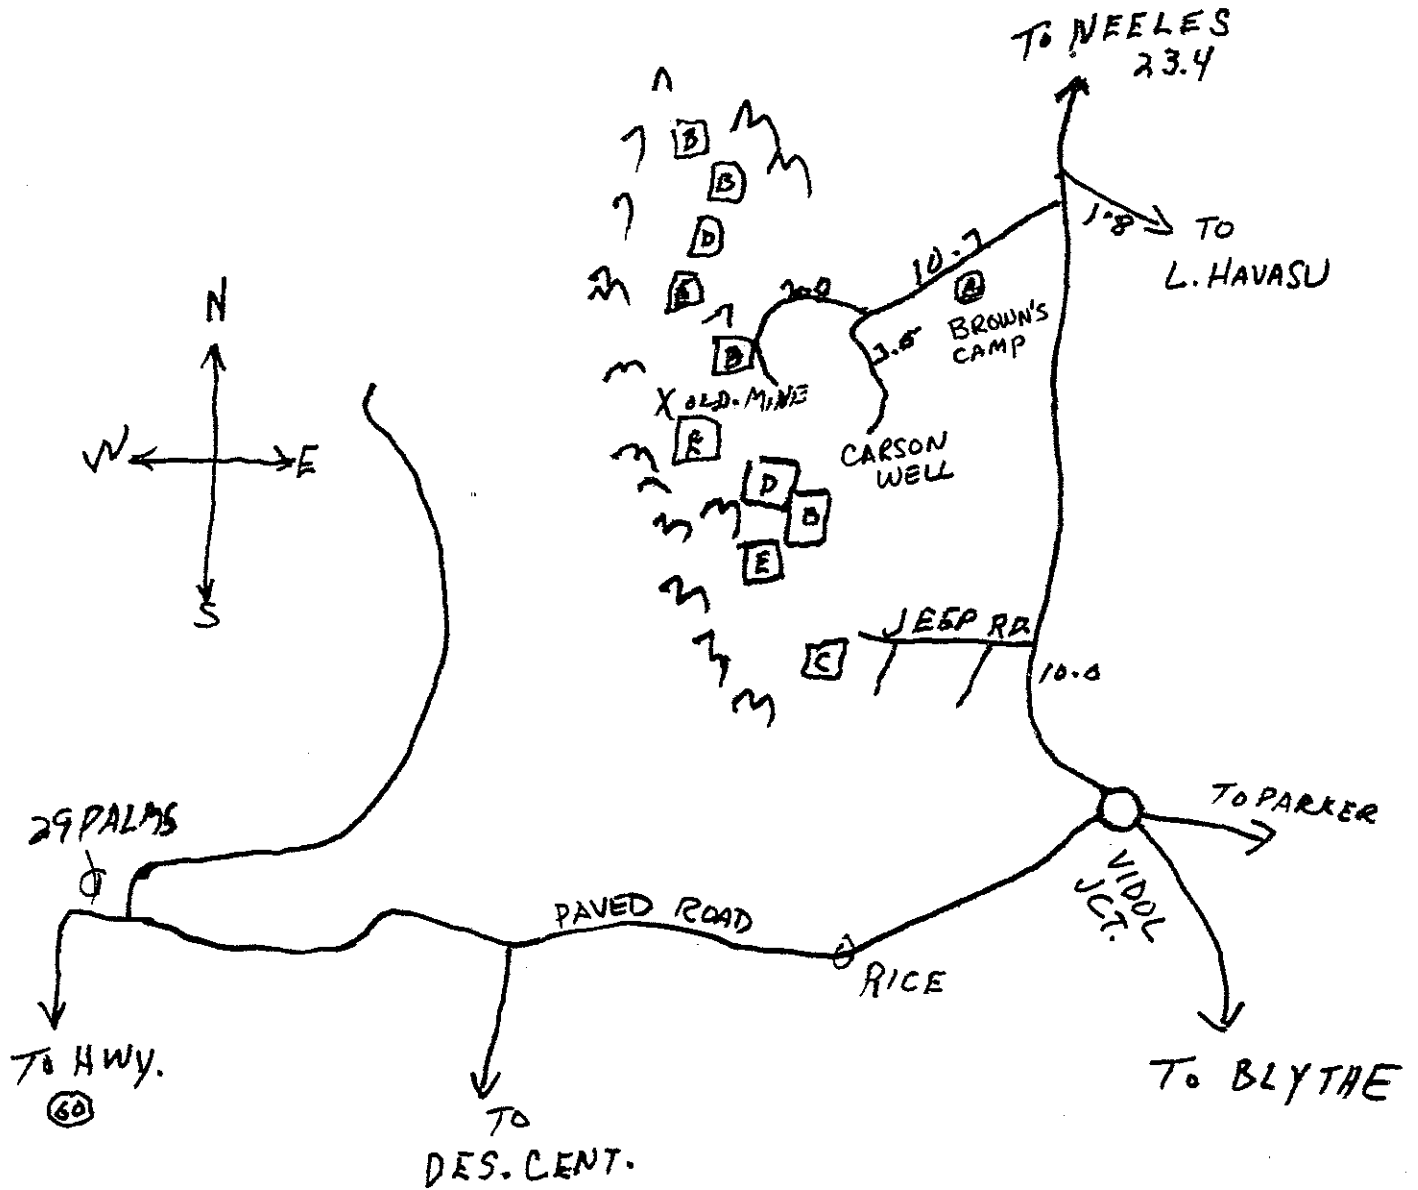 TO NEELES
23.4
B
B
1.8
TO
L. HAVASU
D
10.7
N
BROWN'S
CAMP
B
X OLD. MINE
W
E
CARSON
WELL
D
B
E
S
JEEP RD.
C
10.0
TO PARKER
29 PALMS
VIDOL
JCT.
PAVED ROAD
RICE
TO HWY.
60
TO BLYTHE
TO
DES. CENT.